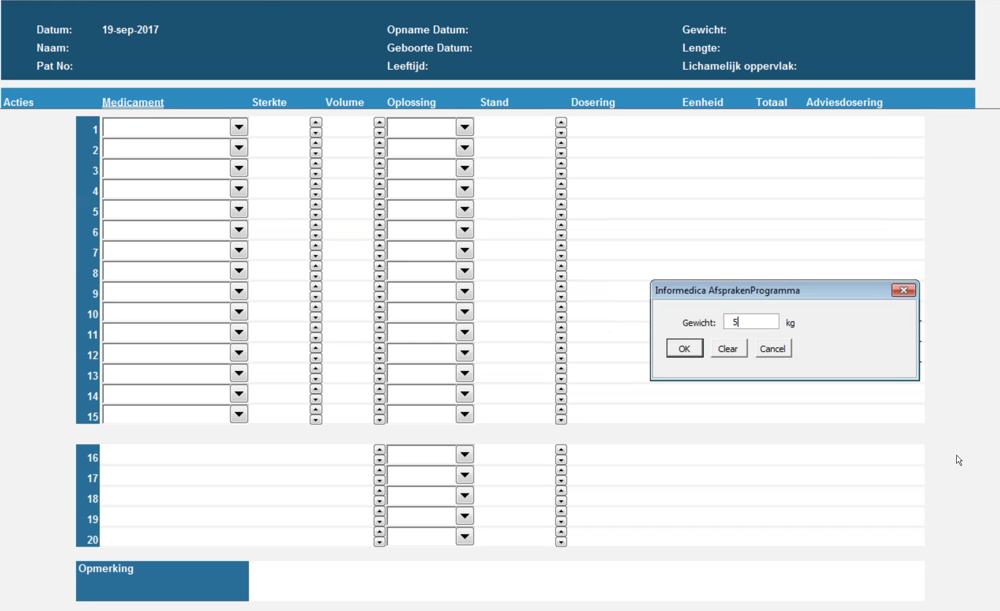 Datum: 19-sep-2017 Opname Datum: Gewicht:
Naam: Geboorte Datum: Lengte:
Pat No: Leeftijd: Lichamelijk oppervlak:
Acties Medicament Sterkte Volume Oplossing Stand Dosering Eenheid Totaal Adviesdosering
1
2
3
4
5
6
7
8
9
10
11
12
13
14
15
Informedica AfsprakenProgramma
Gewicht: 5 kg
OK Clear Cancel
16
17
18
19
20
Opmerking